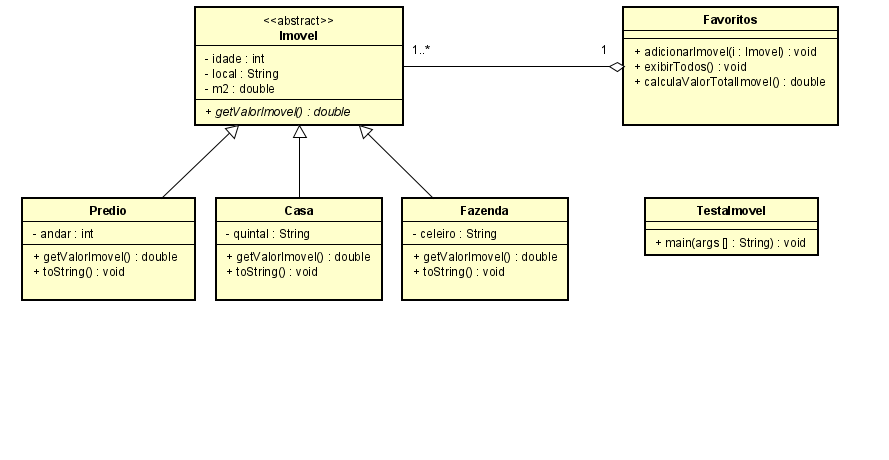 <<abstract>>
Imovel
- idade : int
- local : String
- m2 : double
+ getValorImovel() : double
1..*
1
Favoritos
+ adicionarImovel(i : Imovel) : void
+ exibirTodos() : void
+ calculaValorTotalImovel() : double
Predio
- andar : int
+ getValorImovel() : double
+ toString() : void
Casa
- quintal : String
+ getValorImovel() : double
+ toString() : void
Fazenda
- celeiro : String
+ getValorImovel() : double
+ toString() : void
TestaImovel
+ main(args [] : String) : void